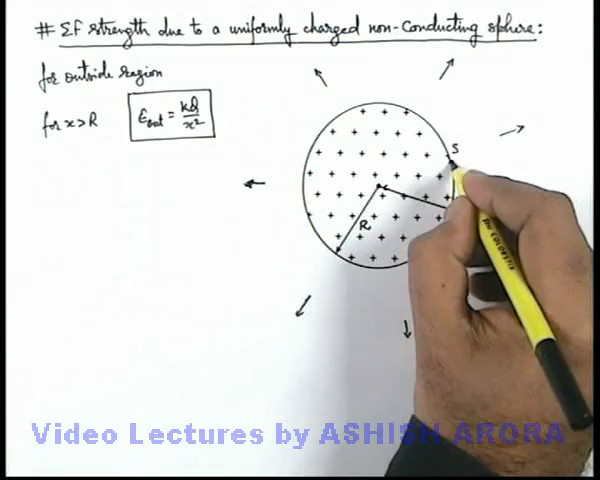 # EF strength due to a uniformly charged non-Conducting sphere:
for outside region
for x > R
Eout = kQ/x²
S
R
Video Lectures by ASHISH ARORA